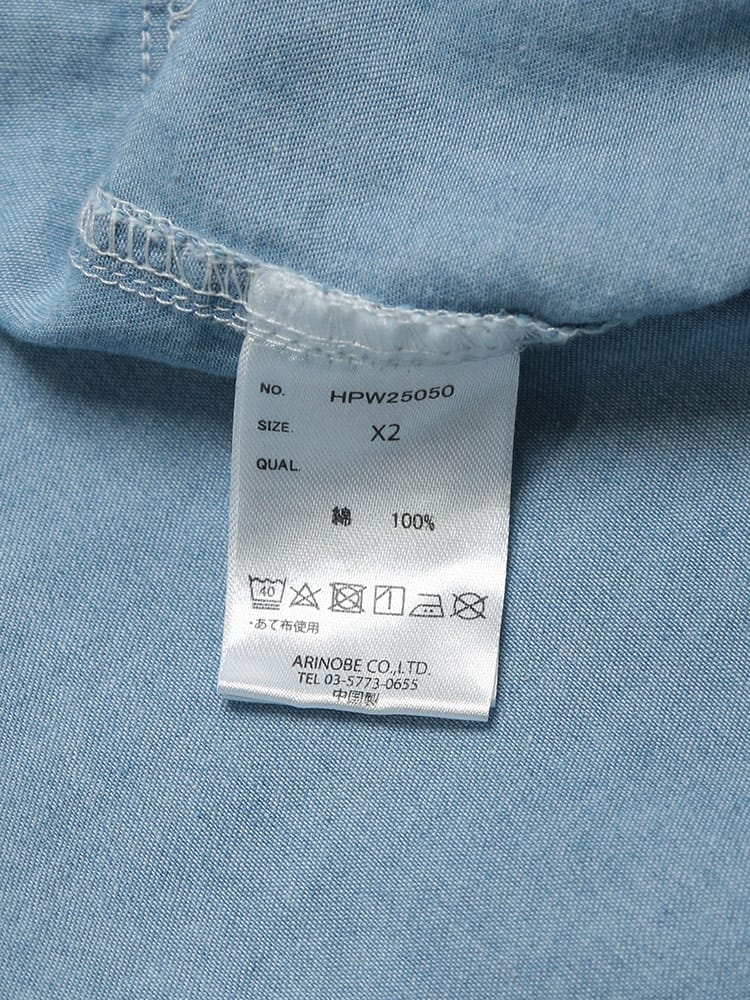 NO. HPW25050
SIZE. X2
QUAL.
綿 100%
40
・あて布使用
ARINOBE CO.,LTD.
TEL 03-5773-0655
中国製